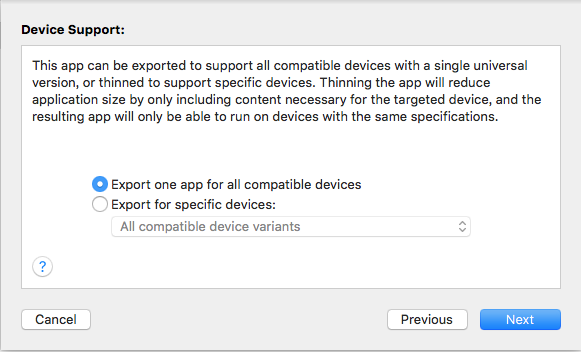 Device Support:
This app can be exported to support all compatible devices with a single universal
version, or thinned to support specific devices. Thinning the app will reduce
application size by only including content necessary for the targeted device, and the
resulting app will only be able to run on devices with the same specifications.
Export one app for all compatible devices
Export for specific devices:
All compatible device variants
?
Cancel
Previous
Next